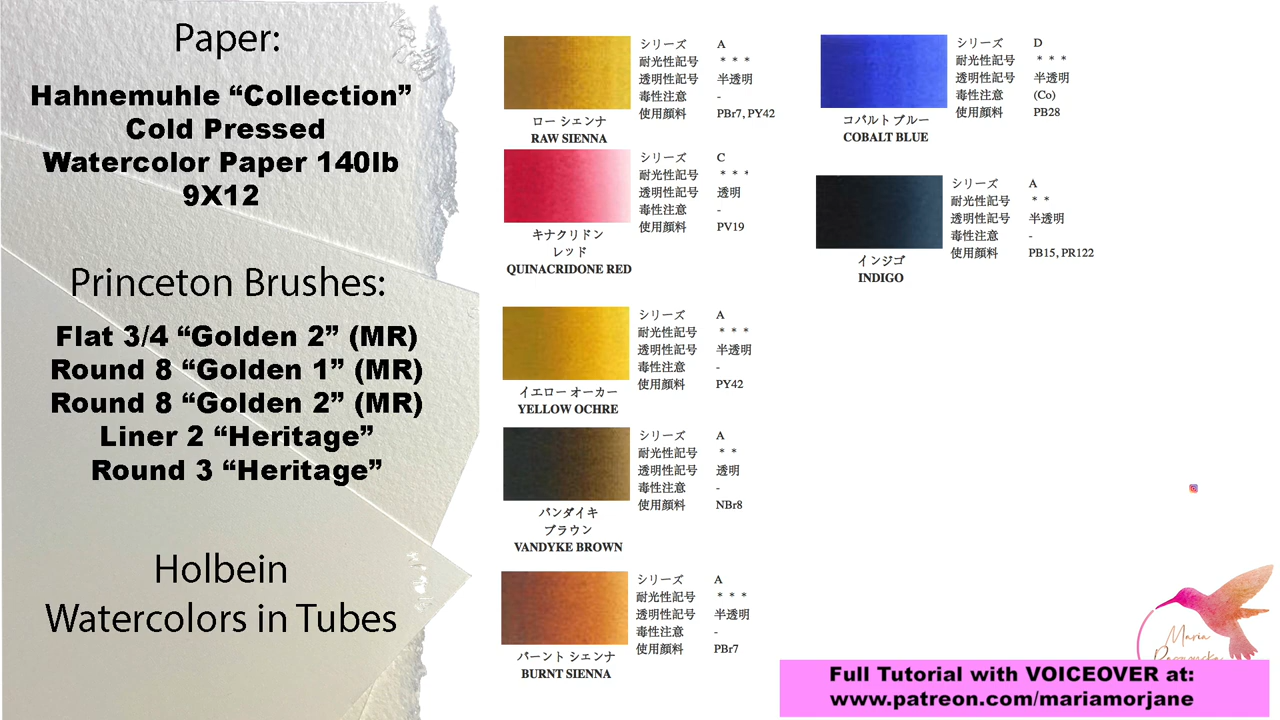 Paper:
Hahnemuhle “Collection”
Cold Pressed
Watercolor Paper 140lb
9X12
Princeton Brushes:
Flat 3/4 “Golden 2” (MR)
Round 8 “Golden 1” (MR)
Round 8 “Golden 2” (MR)
Liner 2 “Heritage”
Round 3 “Heritage”
Holbein
Watercolors in Tubes
シリーズ A
耐光性記号 * * *
透明性記号 半透明
毒性注意 -
使用顔料 PBr7, PY42
ロー シェンナ
RAW SIENNA
シリーズ C
耐光性記号 * * *
透明性記号 透明
毒性注意 -
使用顔料 PV19
キナクリドン
レッド
QUINACRIDONE RED
シリーズ A
耐光性記号 * * *
透明性記号 半透明
毒性注意 -
使用顔料 PY42
イエロー オーカー
YELLOW OCHRE
シリーズ A
耐光性記号 * *
透明性記号 透明
毒性注意 -
使用顔料 NBr8
バンダイキ
ブラウン
VANDYKE BROWN
シリーズ A
耐光性記号 * * *
透明性記号 半透明
毒性注意 -
使用顔料 PBr7
バーント シェンナ
BURNT SIENNA
シリーズ D
耐光性記号 * * *
透明性記号 半透明
毒性注意 (Co)
使用顔料 PB28
コバルト ブルー
COBALT BLUE
シリーズ A
耐光性記号 * *
透明性記号 半透明
毒性注意 -
使用顔料 PB15, PR122
インジゴ
INDIGO
Maria
Full Tutorial with VOICEOVER at:
www.patreon.com/mariamorjane